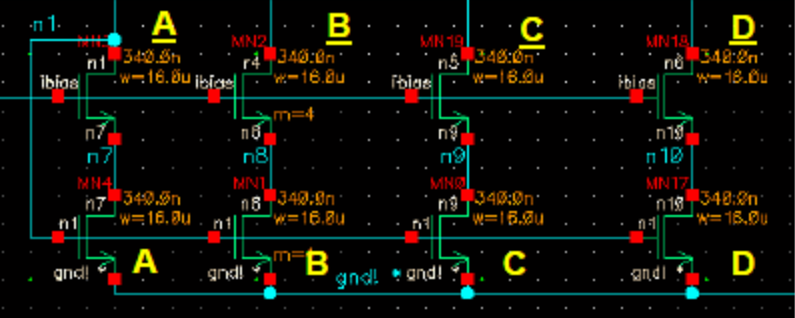 n1 A B C D
MN3 MN2 MN19 MN18
n1 340.0n r4 340.0n n5 340.0n n6 340.0n
ibias w=16.0u ibias w=16.0u ibias w=16.0u ibias w=16.0u
m=4
n7 n8 n9 n10
n7 n8 n9 n10
MN4 MN1 MN0 MN17
n7 340.0n n8 340.0n n9 340.0n n10 340.0n
n1 w=16.0u n1 w=16.0u n1 w=16.0u n1 w=16.0u
gnd! A gnd! B gnd! gnd! C gnd! D